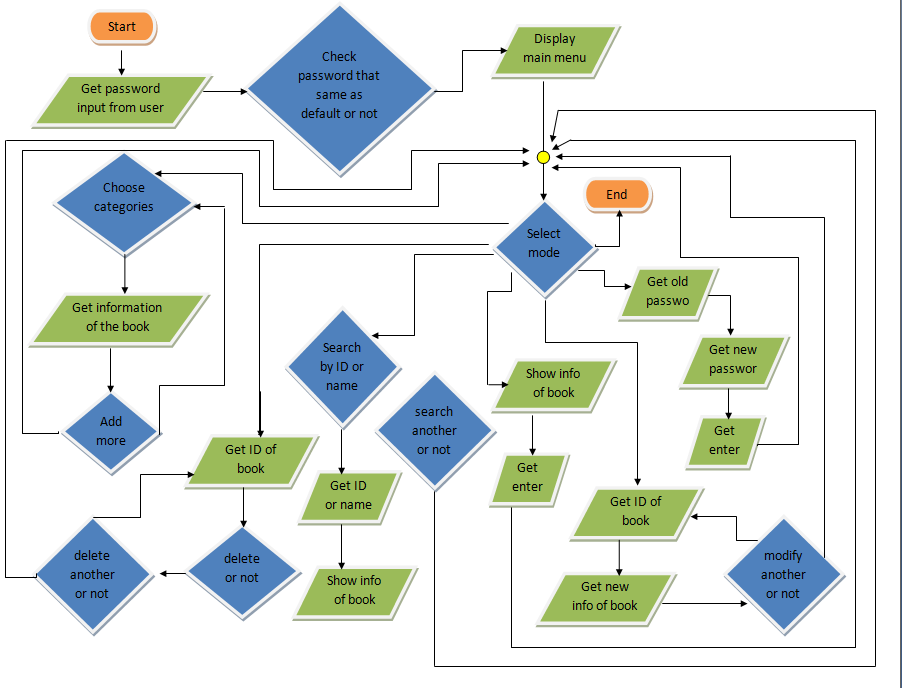 Start
Get password
input from user
Check
password that
same as
default or not
Display
main menu
Choose
categories
End
Select
mode
Get information
of the book
Get old
passwo
Search
by ID or
name
Get new
passwor
Show info
of book
Add
more
search
another
or not
Get
enter
Get ID of
book
Get ID
or name
Get
enter
Get ID of
book
delete
another
or not
delete
or not
Show info
of book
Get new
info of book
modify
another
or not